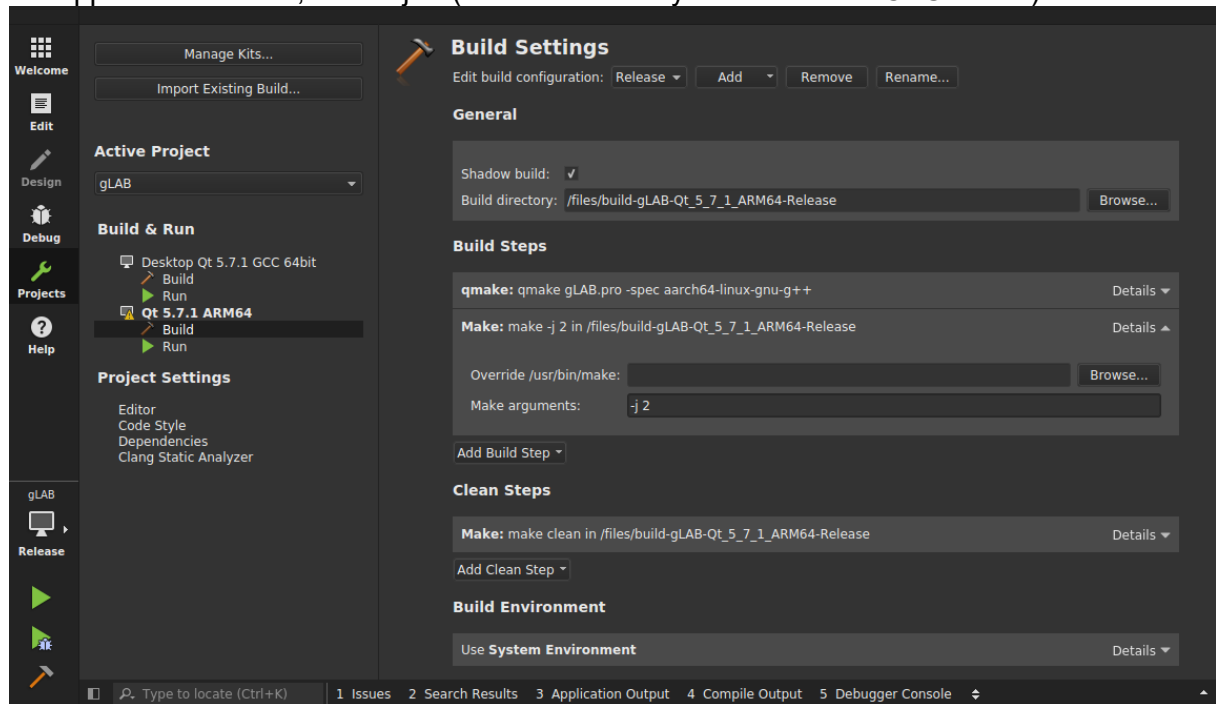 Welcome
Edit
Design
Debug
Projects
Help
gLAB
Release
Manage Kits...
Import Existing Build...
Active Project
gLAB
Build & Run
Desktop Qt 5.7.1 GCC 64bit
Build
Run
Qt 5.7.1 ARM64
Build
Run
Project Settings
Editor
Code Style
Dependencies
Clang Static Analyzer
Build Settings
Edit build configuration: Release Add Remove Rename...
General
Shadow build:
Build directory: /files/build-gLAB-Qt_5_7_1_ARM64-Release Browse...
Build Steps
qmake: qmake gLAB.pro -spec aarch64-linux-gnu-g++ Details
Make: make -j 2 in /files/build-gLAB-Qt_5_7_1_ARM64-Release Details
Override /usr/bin/make: Browse...
Make arguments: -j 2
Add Build Step
Clean Steps
Make: make clean in /files/build-gLAB-Qt_5_7_1_ARM64-Release Details
Add Clean Step
Build Environment
Use System Environment Details
Type to locate (Ctrl+K) 1 Issues 2 Search Results 3 Application Output 4 Compile Output 5 Debugger Console